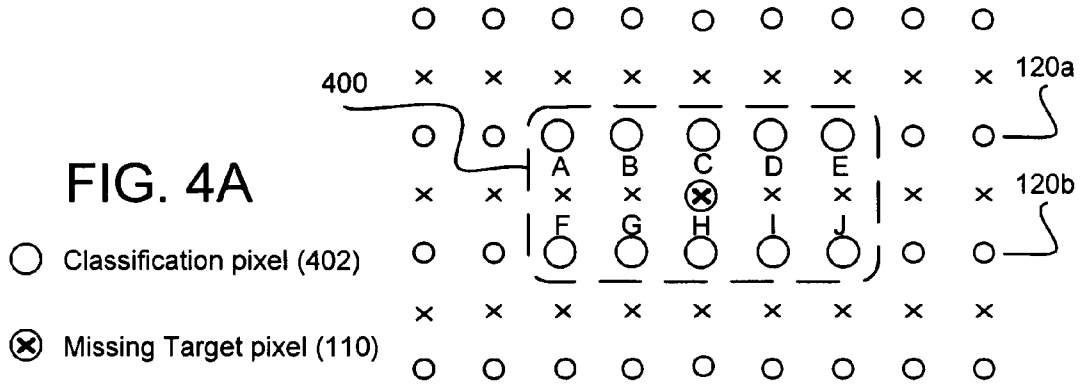 400
120a
A B C D E
FIG. 4A
120b
F G H I J
Classification pixel (402)
Missing Target pixel (110)